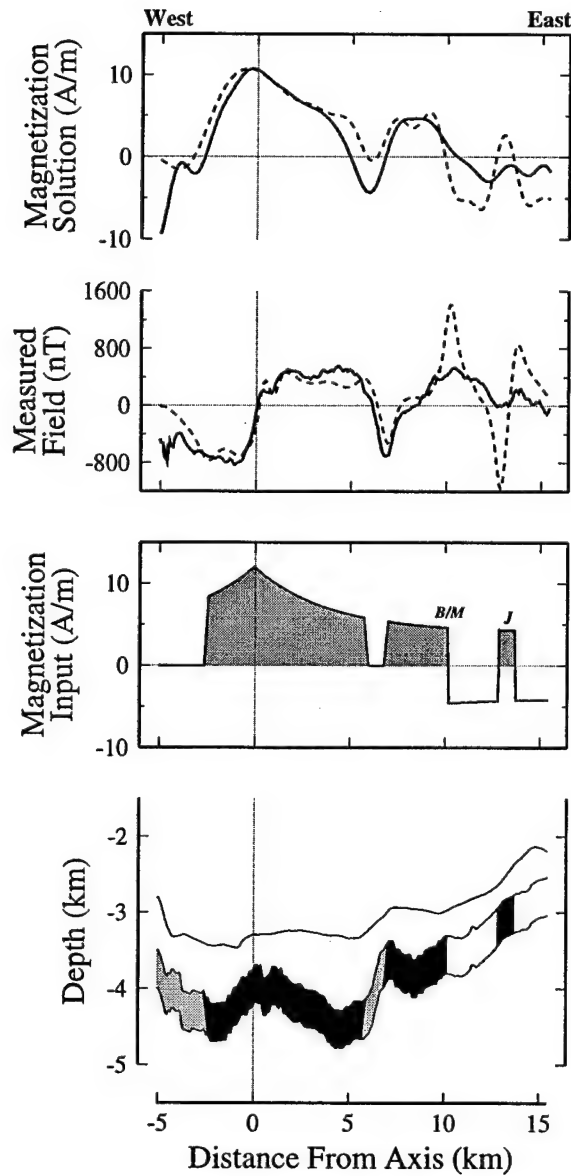 West East
Magnetization
Solution (A/m)
10
0
-10
Measured
Field (nT)
1600
800
0
-800
Magnetization
Input (A/m)
10
0
-10
B/M
J
Depth (km)
-2
-3
-4
-5
-5 0 5 10 15
Distance From Axis (km)